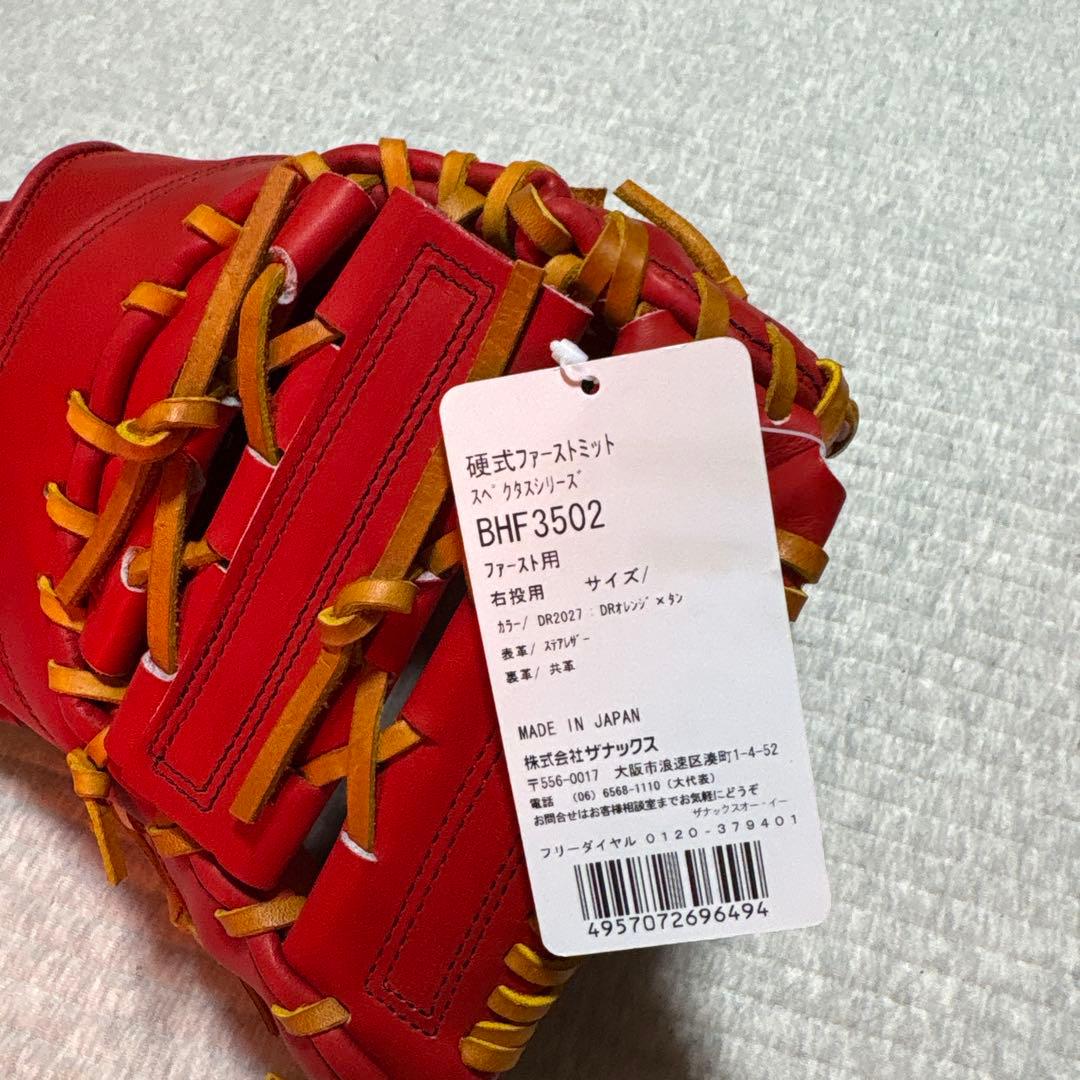 硬式ファーストミット
スペクタスシリーズ
BHF3502
ファースト用
右投用 サイズ/
カラー/ DR2027 : DRオレンジ×タン
表革/ ステアレザー
裏革/ 共革
MADE IN JAPAN
株式会社ザナックス
〒556-0017 大阪市浪速区湊町1-4-52
電話 (06) 6568-1110 (大代表)
お問合せはお客様相談室までお気軽にどうぞ
ザナックスオー・イー
フリーダイヤル 0120-379401
4957072696494